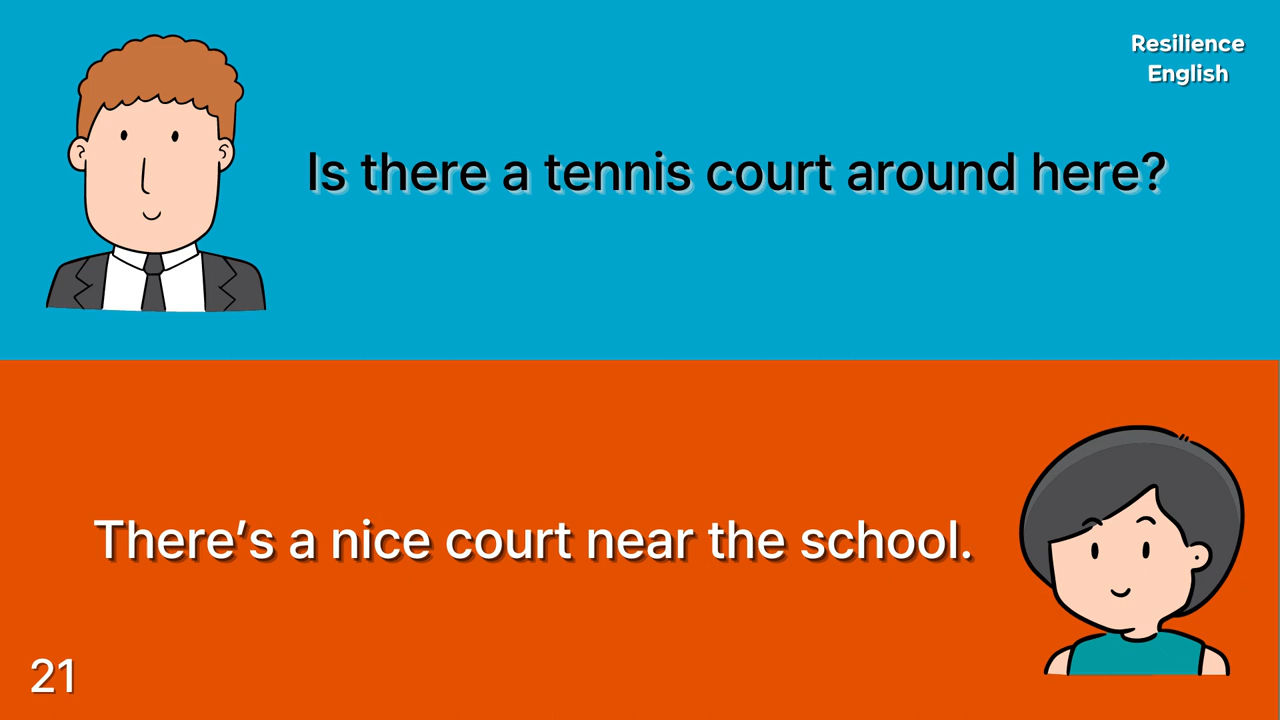 Resilience
English
Is there a tennis court around here?
There’s a nice court near the school.
21